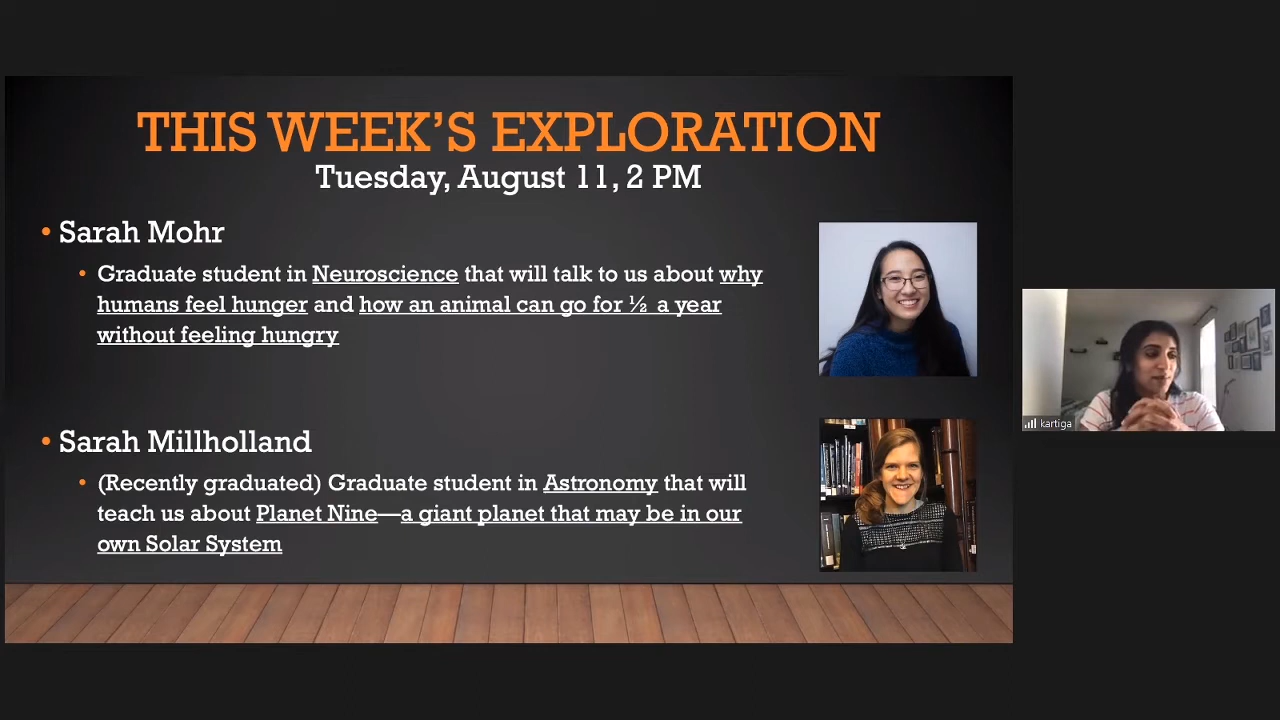 THIS WEEK'S EXPLORATION
Tuesday, August 11, 2 PM
• Sarah Mohr
• Graduate student in Neuroscience that will talk to us about why
humans feel hunger and how an animal can go for ½ a year
without feeling hungry
• Sarah Millholland
• (Recently graduated) Graduate student in Astronomy that will
teach us about Planet Nine—a giant planet that may be in our
own Solar System
kartiga